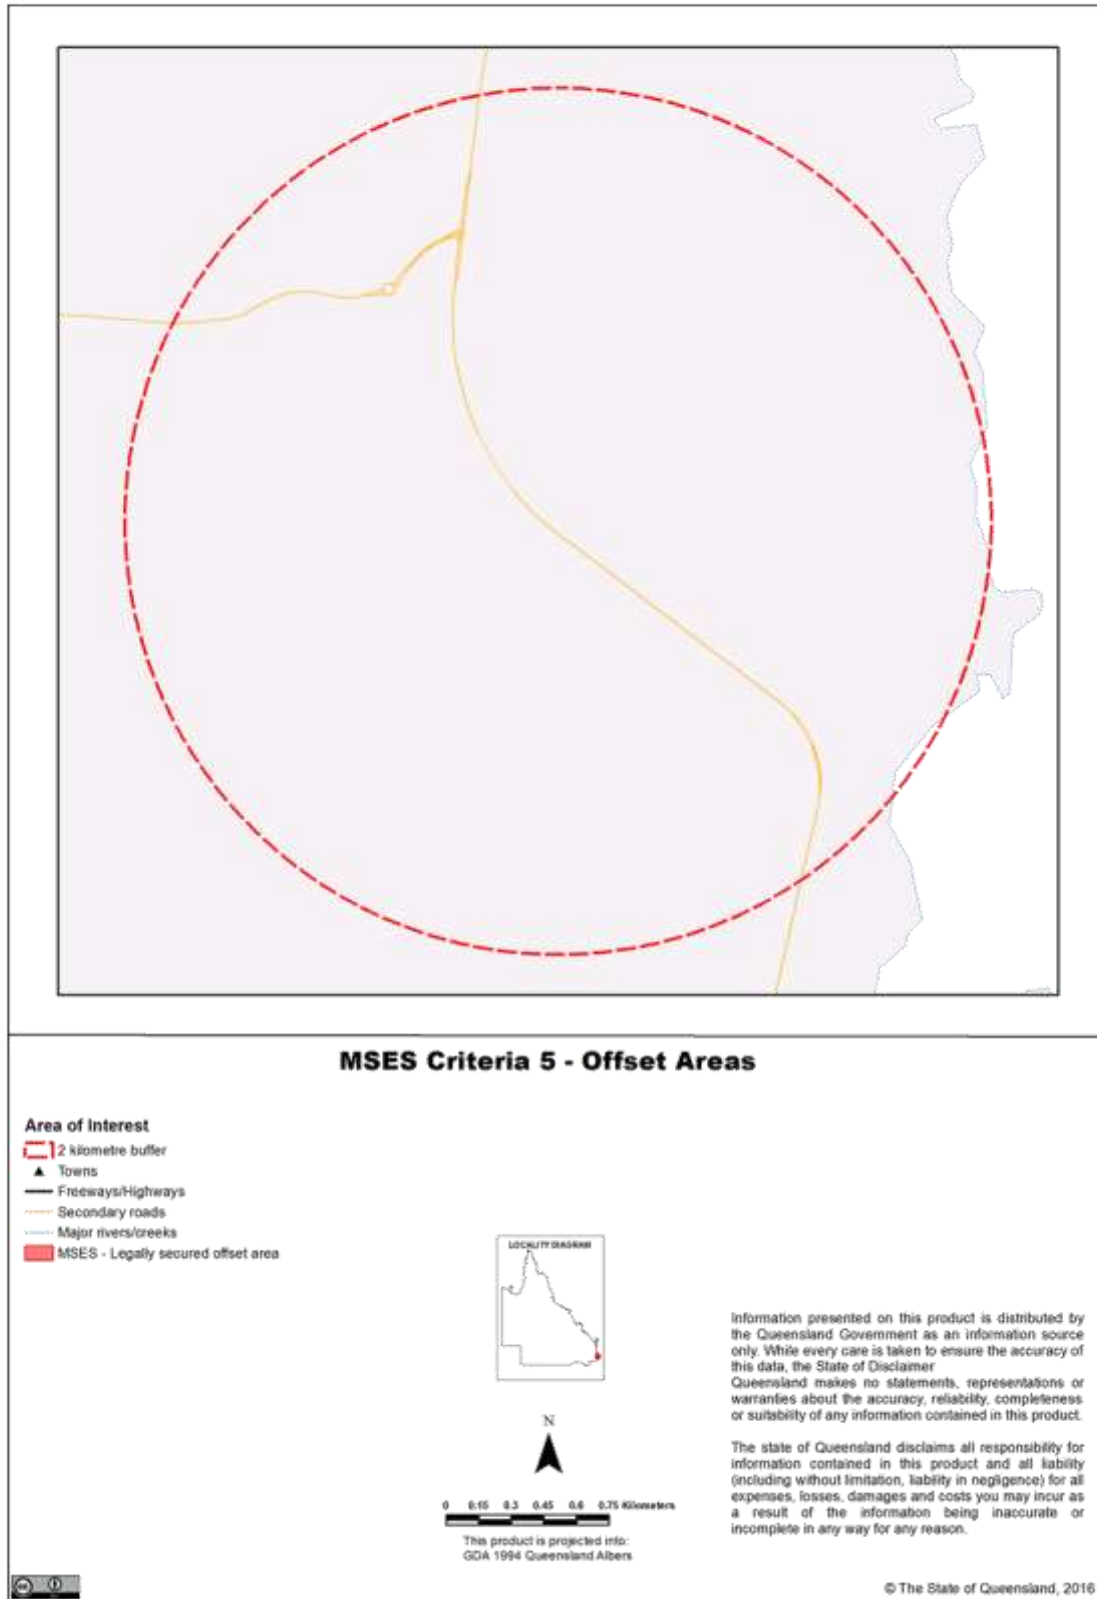 MSES Criteria 5 - Offset Areas
Area of Interest
2 kilometre buffer
Towns
Freeways/Highways
Secondary roads
Major rivers/creeks
MSES - Legally secured offset area
LOCALITY DIAGRAM
N
0 0.15 0.3 0.45 0.6 0.75 Kilometers
This product is projected into:
GDA 1994 Queensland Albers
Information presented on this product is distributed by
the Queensland Government as an information source
only. While every care is taken to ensure the accuracy of
this data, the State of Disclaimer
Queensland makes no statements, representations or
warranties about the accuracy, reliability, completeness
or suitability of any information contained in this product.
The state of Queensland disclaims all responsibility for
information contained in this product and all liability
(including without limitation, liability in negligence) for all
expenses, losses, damages and costs you may incur as
a result of the information being inaccurate or
incomplete in any way for any reason.
© The State of Queensland, 2016